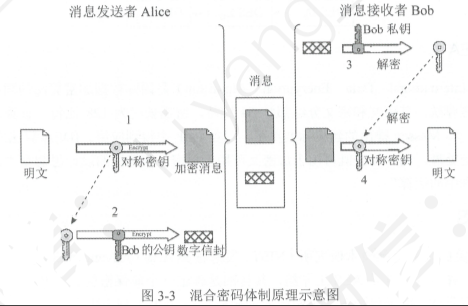 消息发送者 Alice
消息接收者 Bob
Bob 私钥
3
解密
消息
1
解密
Encrypt
对称密钥
明文
加密消息
对称密钥
4
明文
2
Encrypt
Bob 的公钥
数字信封
图 3-3 混合密码体制原理示意图